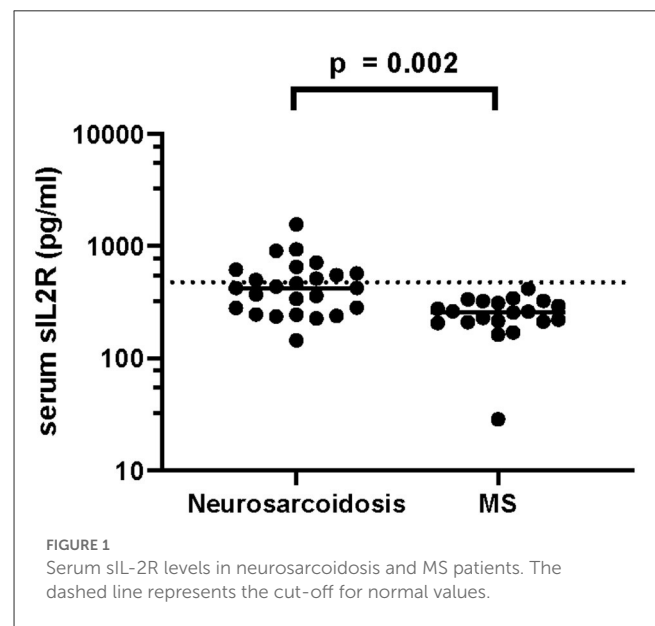 p = 0.002
serum sIL2R (pg/ml)
10000
1000
100
10
Neurosarcoidosis MS
FIGURE 1
Serum sIL-2R levels in neurosarcoidosis and MS patients. The
dashed line represents the cut-off for normal values.